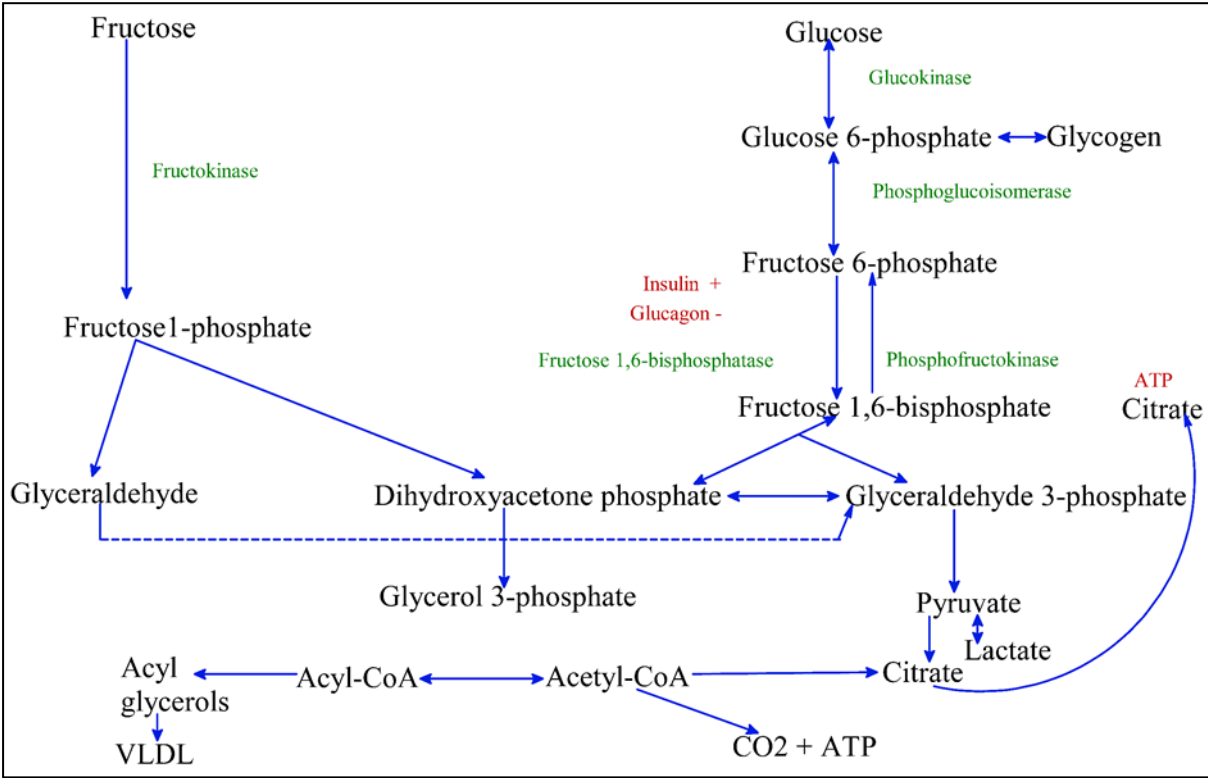 Fructose
Glucose
Glucokinase
Glucose 6-phosphate
Glycogen
Fructokinase
Phosphoglucoisomerase
Fructose 6-phosphate
Insulin +
Glucagon -
Fructose1-phosphate
Fructose 1,6-bisphosphatase
Phosphofructokinase
ATP
Fructose 1,6-bisphosphate
Citrate
Glyceraldehyde
Dihydroxyacetone phosphate
Glyceraldehyde 3-phosphate
Glycerol 3-phosphate
Pyruvate
Lactate
Acyl
glycerols
Acyl-CoA
Acetyl-CoA
Citrate
VLDL
CO2 + ATP